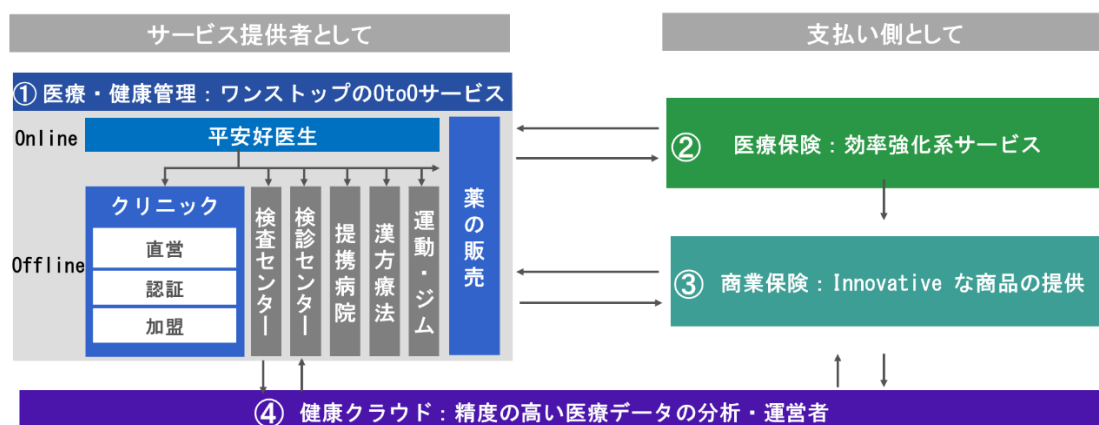 サービス提供者として
支払い側として
① 医療・健康管理：ワンストップのOtoOサービス
Online
平安好医生
Offline
クリニック
直営
認証
加盟
検査センター
検診センター
提携病院
漢方療法
運動・ジム
薬の販売
② 医療保険：効率強化系サービス
③ 商業保険：Innovative な商品の提供
④ 健康クラウド：精度の高い医療データの分析・運営者